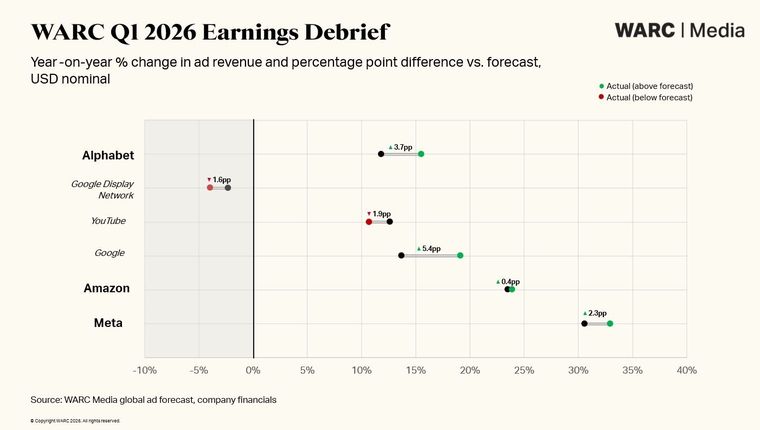 WARC Q1 2026 Earnings Debrief
WARC | Media
Year-on-year % change in ad revenue and percentage point difference vs. forecast,
USD nominal
Actual (above forecast)
Actual (below forecast)
Alphabet
▲ 3.7pp
Google Display
Network
▼ 1.6pp
YouTube
▼ 1.9pp
Google
▲ 5.4pp
Amazon
▲ 0.4pp
Meta
▲ 2.3pp
-10% -5% 0% 5% 10% 15% 20% 25% 30% 35% 40%
Source: WARC Media global ad forecast, company financials
© Copyright WARC 2026. All rights reserved.